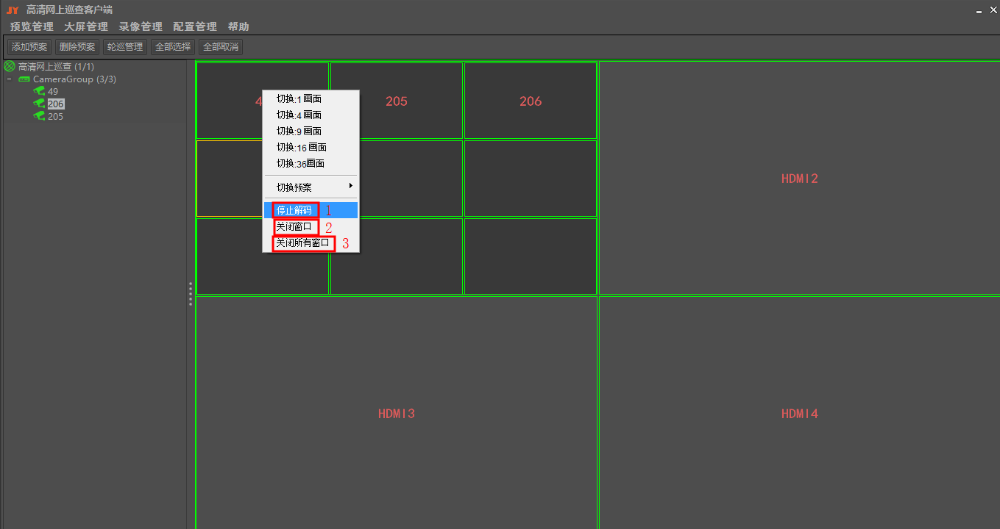 JY 高清网上巡查客户端
预览管理 大屏管理 录像管理 配置管理 帮助
添加预案 删除预案 轮巡管理 全部选择 全部取消
高清网上巡查 (1/1)
CameraGroup (3/3)
49
206
205
4
205
206
切换:1 画面
切换:4 画面
切换:9 画面
切换:16 画面
切换:36画面
切换预案
停止解码 1
关闭窗口 2
关闭所有窗口 3
HDMI2
HDMI3
HDMI4